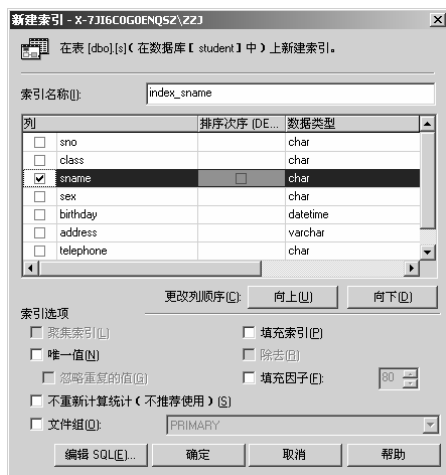 新建索引 - X-7JI6C0G0ENQSZ\ZZJ
在表 [dbo].[s]（在数据库【 student 】中）上新建索引。
索引名称(I): index_sname
列 排序次序 (DE... 数据类型
sno char
class char
sname char
sex char
birthday datetime
address varchar
telephone char
更改列顺序(C): 向上(U) 向下(D)
索引选项
聚集索引(L) 填充索引(P)
唯一值(N) 除去(R)
忽略重复的值(G) 填充因子(F): 80
不重新计算统计（不推荐使用）(S)
文件组(O): PRIMARY
编辑 SQL(E)... 确定 取消 帮助